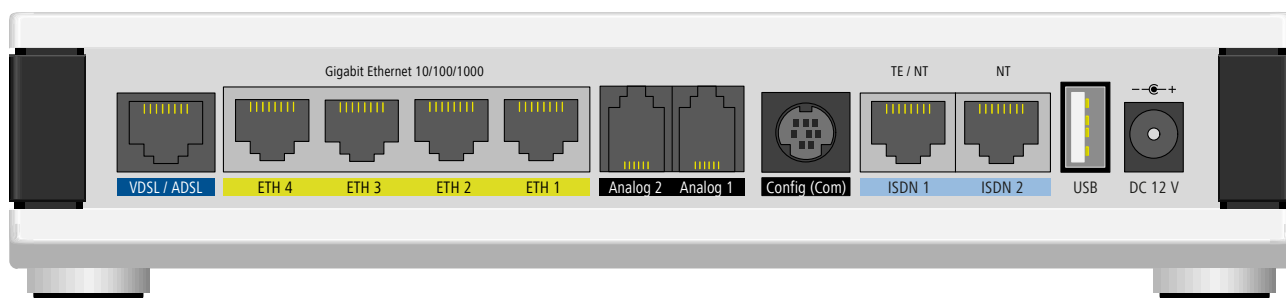 Gigabit Ethernet 10/100/1000
TE / NT
NT
VDSL / ADSL
ETH 4
ETH 3
ETH 2
ETH 1
Analog 2
Analog 1
Config (Com)
ISDN 1
ISDN 2
USB
DC 12 V